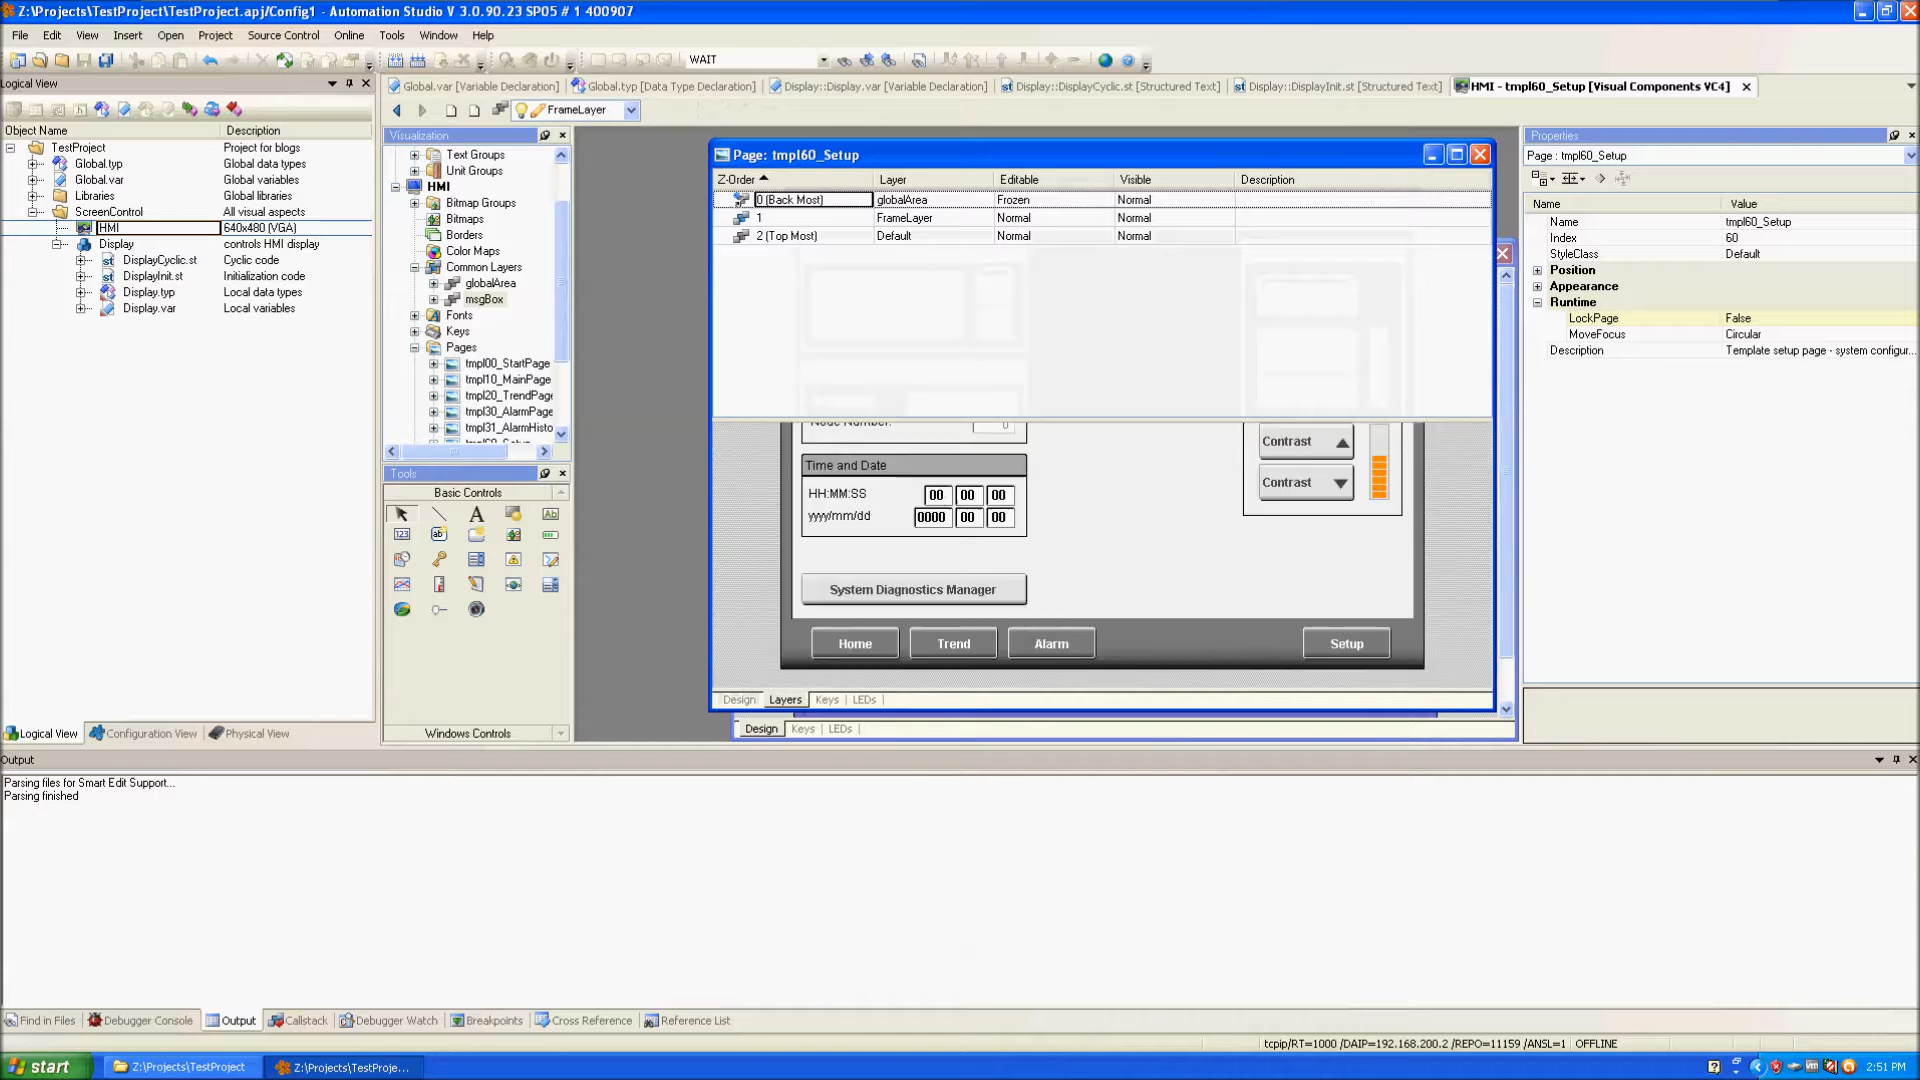 Z:\Projects\TestProject\TestProject.apj/Config1 - Automation Studio V 3.0.90.23 SP05 # 1 400907
File Edit View Insert Open Project Source Control Online Tools Window Help
WAIT
Logical View
Global.var [Variable Declaration] Global.typ [Data Type Declaration] Display::Display.var [Variable Declaration] Display::DisplayCyclic.st [Structured Text] Display::DisplayInit.st [Structured Text] HMI - tmpl60_Setup [Visual Components VC4]
FrameLayer
Object Name Description
TestProject Project for blogs
Global.typ Global data types
Global.var Global variables
Libraries Global libraries
ScreenControl All visual aspects
HMI 640x480 (VGA)
Display controls HMI display
DisplayCyclic.st Cyclic code
DisplayInit.st Initialization code
Display.typ Local data types
Display.var Local variables
Logical View Configuration View Physical View
Visualization
Text Groups
Unit Groups
HMI
Bitmap Groups
Bitmaps
Borders
Color Maps
Common Layers
globalArea
msgBox
Fonts
Keys
Pages
tmpl00_StartPage
tmpl10_MainPage
tmpl20_TrendPage
tmpl30_AlarmPage
tmpl31_AlarmHisto
Tools
Basic Controls
Windows Controls
Page: tmpl60_Setup
Z-Order Layer Editable Visible Description
0 (Back Most) globalArea Frozen Normal
1 FrameLayer Normal Normal
2 (Top Most) Default Normal Normal
Node Number: 0
Time and Date
HH:MM:SS 00 00 00
yyyy/mm/dd 0000 00 00
System Diagnostics Manager
Contrast
Contrast
Home Trend Alarm Setup
Design Layers Keys LEDs
Design Keys LEDs
Properties
Page : tmpl60_Setup
Name Value
Name tmpl60_Setup
Index 60
StyleClass Default
Position
Appearance
Runtime
LockPage False
MoveFocus Circular
Description Template setup page - system configur...
Output
Parsing files for Smart Edit Support...
Parsing finished
Find in Files Debugger Console Output Callstack Debugger Watch Breakpoints Cross Reference Reference List
tcpip/RT=1000 /DAIP=192.168.200.2 /REPO=11159 /ANSL=1 OFFLINE
start Z:\Projects\TestProject Z:\Projects\TestProje... 2:51 PM